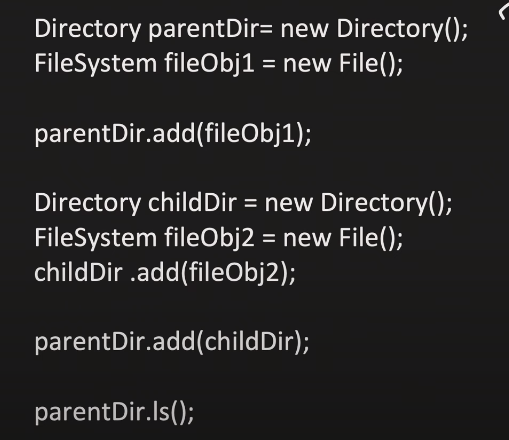 Directory parentDir= new Directory();
FileSystem fileObj1 = new File();
parentDir.add(fileObj1);
Directory childDir = new Directory();
FileSystem fileObj2 = new File();
childDir .add(fileObj2);
parentDir.add(childDir);
parentDir.ls();